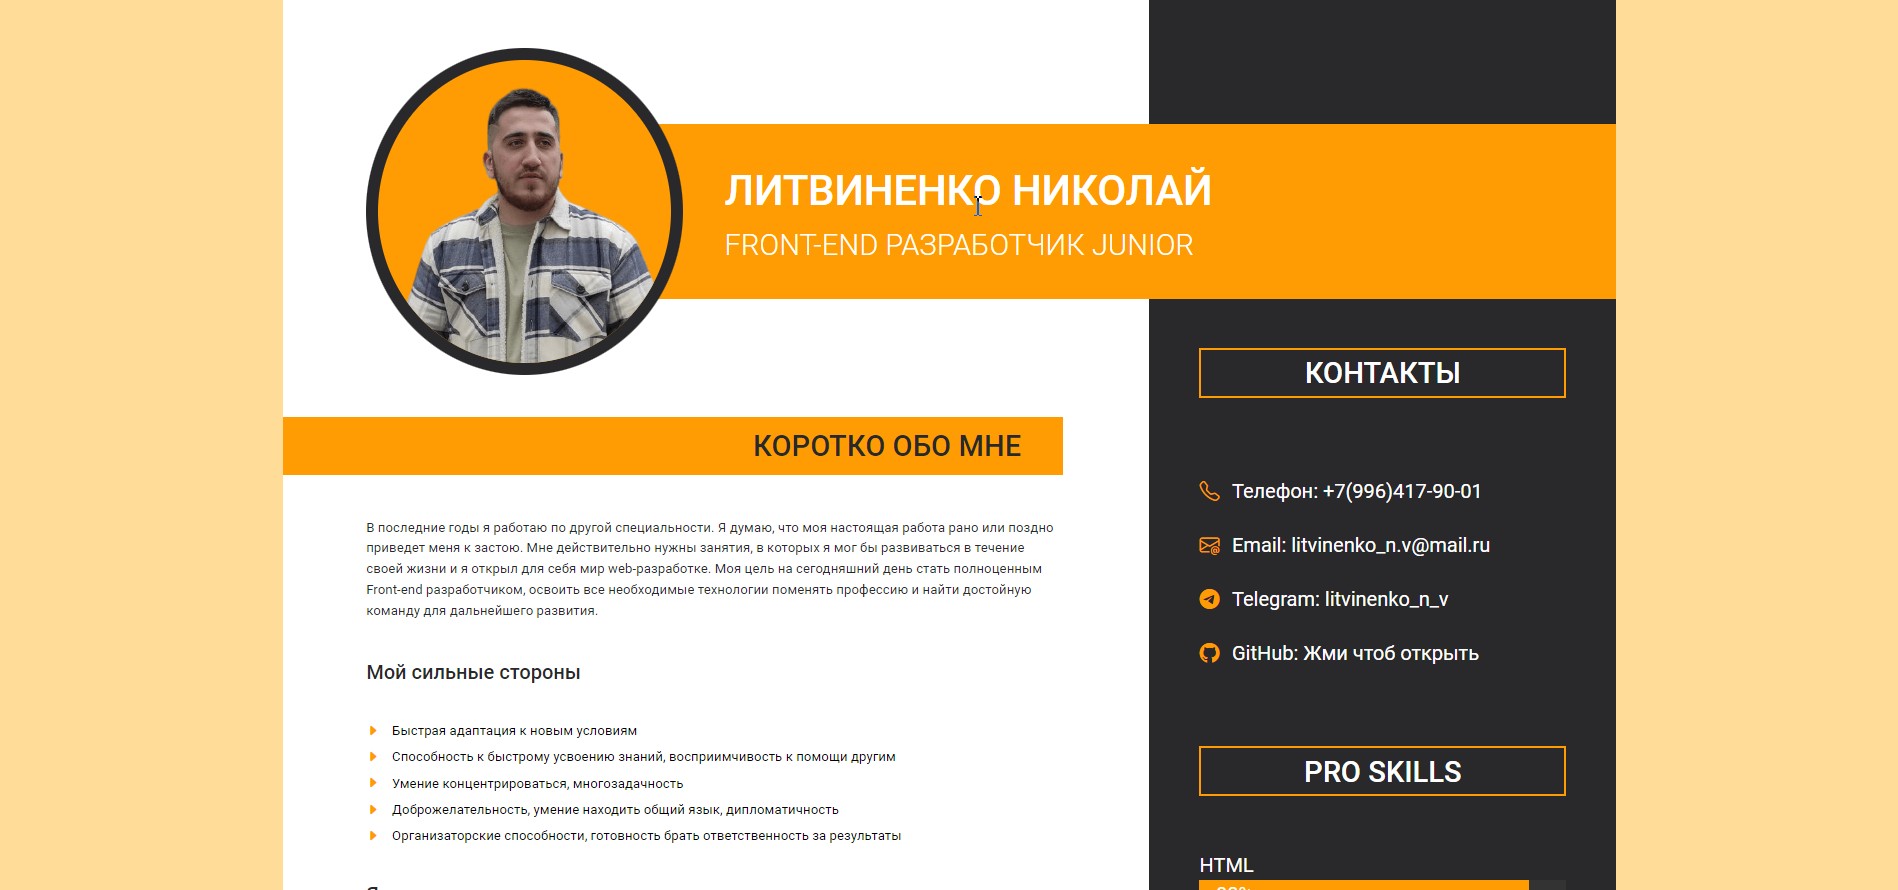 ЛИТВИНЕНКО НИКОЛАЙ
FRONT-END РАЗРАБОТЧИК JUNIOR
КОРОТКО ОБО МНЕ
В последние годы я работаю по другой специальности. Я думаю, что моя настоящая работа рано или поздно
приведет меня к застою. Мне действительно нужны занятия, в которых я мог бы развиваться в течение
своей жизни и я открыл для себя мир web-разработке. Моя цель на сегодняшний день стать полноценным
Front-end разработчиком, освоить все необходимые технологии поменять профессию и найти достойную
команду для дальнейшего развития.
Мой сильные стороны
Быстрая адаптация к новым условиям
Способность к быстрому усвоению знаний, восприимчивость к помощи другим
Умение концентрироваться, многозадачность
Доброжелательность, умение находить общий язык, дипломатичность
Организаторские способности, готовность брать ответственность за результаты
КОНТАКТЫ
Телефон: +7(996)417-90-01
Email: litvinenko_n.v@mail.ru
Telegram: litvinenko_n_v
GitHub: Жми чтоб открыть
PRO SKILLS
HTML